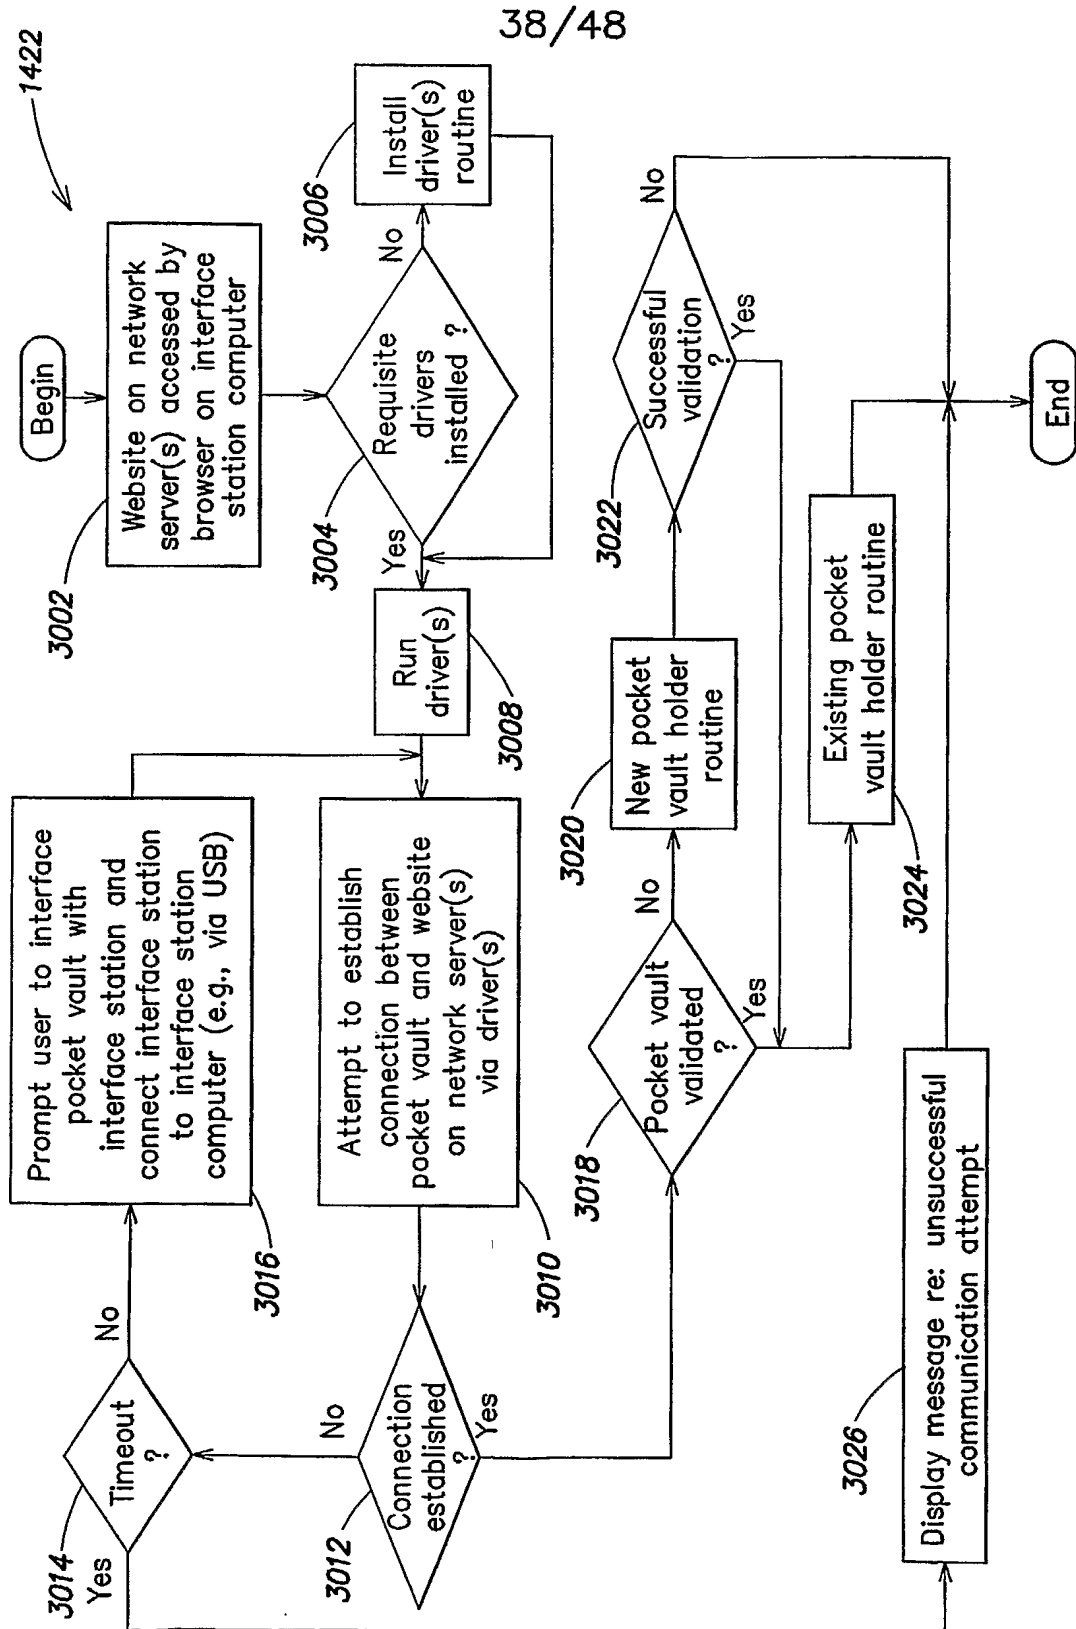 38/48
1422
Begin
3002
Website on network
server(s) accessed by
browser on interface
station computer
3004
Requisite
drivers
installed ?
No
Yes
3006
Install
driver(s)
routine
3008
Run
driver(s)
3010
Attempt to establish
connection between
pocket vault and website
on network server(s)
via driver(s)
3012
Connection
established
?
No
Yes
3014
Timeout
?
No
Yes
3016
Prompt user to interface
pocket vault with
interface station and
connect interface station
to interface station
computer (e.g., via USB)
3018
Pocket vault
validated
?
No
Yes
3020
New pocket
vault holder
routine
3022
Successful
validation
?
No
Yes
3024
Existing pocket
vault holder routine
3026
Display message re: unsuccessful
communication attempt
End